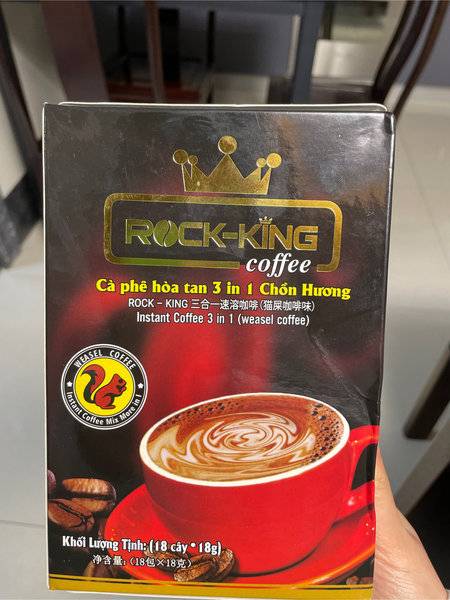 ROCK-KING
coffee
Cà phê hòa tan 3 in 1 Chồn Hương
ROCK - KING 三合一速溶咖啡(猫屎咖啡味)
Instant Coffee 3 in 1 (weasel coffee)
WEASEL COFFEE
Instant Coffee Mix More in 1
Khối Lượng Tịnh: (18 cây * 18g)
净含量: (18包×18克)